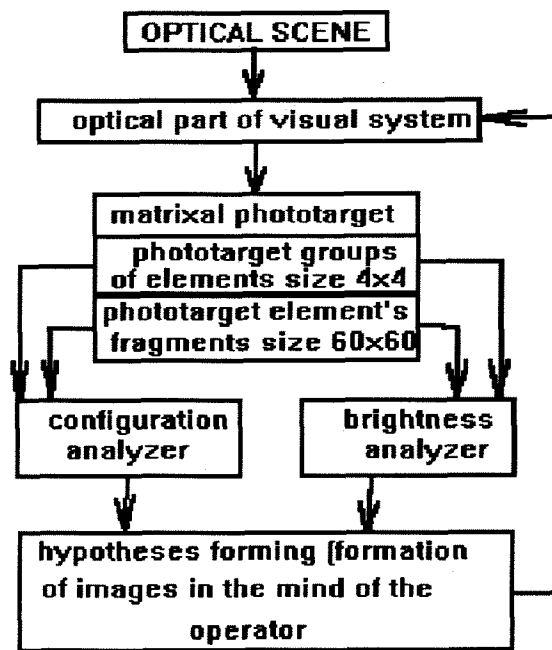 OPTICAL SCENE
optical part of visual system
matrixal phototarget
phototarget groups
of elements size 4x4
phototarget element's
fragments size 60x60
configuration
analyzer
brightness
analyzer
hypotheses forming (formation
of images in the mind of the
operator